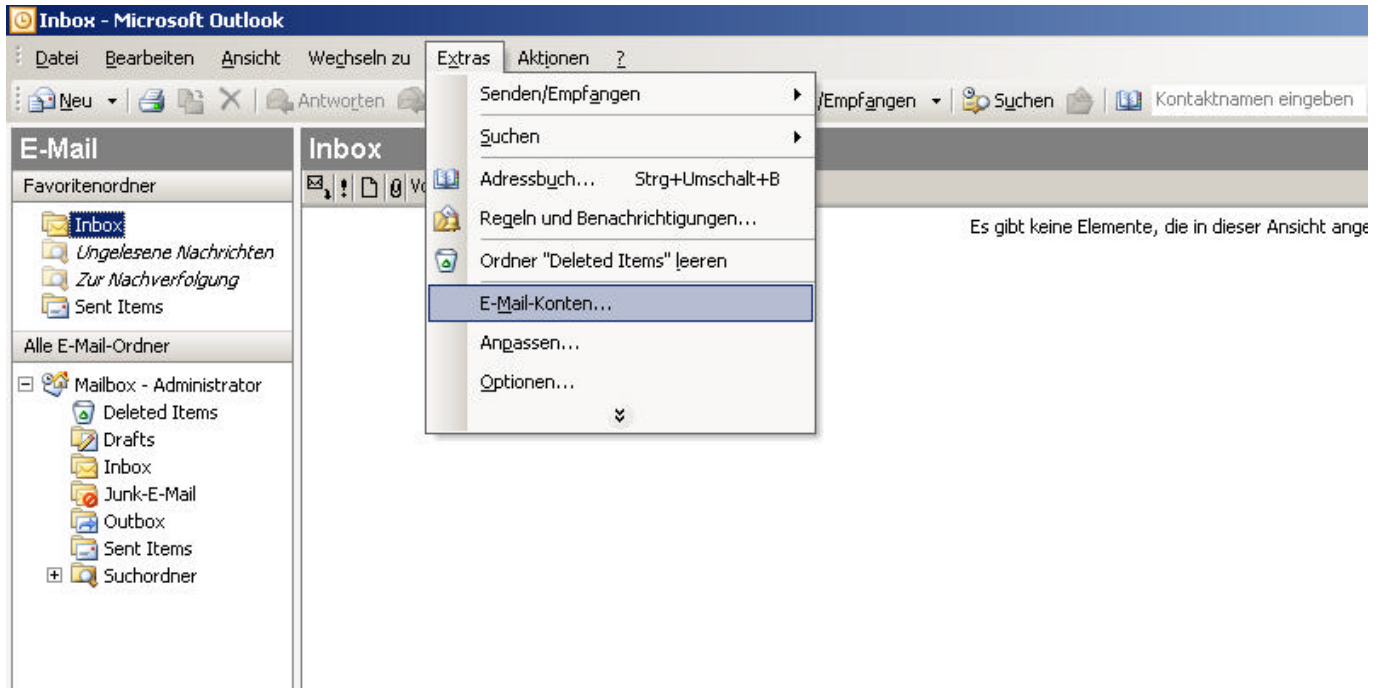 Inbox - Microsoft Outlook
Datei Bearbeiten Ansicht Wechseln zu Extras Aktionen ?
Neu Antworten /Empfangen Suchen Kontaktnamen eingeben
Senden/Empfangen
Suchen
Adressbuch... Strg+Umschalt+B
Regeln und Benachrichtigungen...
Ordner "Deleted Items" leeren
E-Mail-Konten...
Anpassen...
Optionen...
E-Mail
Favoritenordner
Inbox
Ungelesene Nachrichten
Zur Nachverfolgung
Sent Items
Alle E-Mail-Ordner
Mailbox - Administrator
Deleted Items
Drafts
Inbox
Junk-E-Mail
Outbox
Sent Items
Suchordner
Inbox
Es gibt keine Elemente, die in dieser Ansicht ange